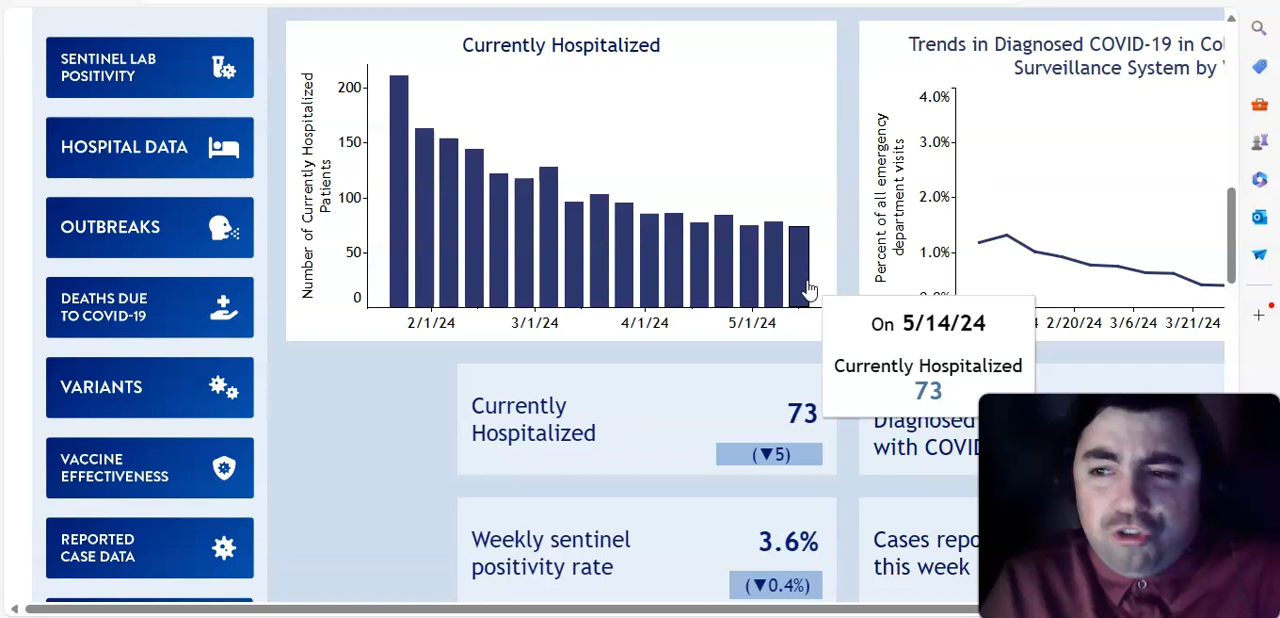 SENTINEL LAB
POSITIVITY
HOSPITAL DATA
OUTBREAKS
DEATHS DUE
TO COVID-19
VARIANTS
VACCINE
EFFECTIVENESS
REPORTED
CASE DATA
Currently Hospitalized
Number of Currently Hospitalized
Patients
200
150
100
50
0
2/1/24
3/1/24
4/1/24
5/1/24
Trends in Diagnosed COVID-19 in
Surveillance System by
Percent of all emergency
department visits
4.0%
3.0%
2.0%
1.0%
2/20/24
3/6/24
3/21/24
On 5/14/24
Currently Hospitalized
73
Currently
Hospitalized
73
(▼5)
Diagnosed
with
Weekly sentinel
positivity rate
3.6%
(▼0.4%)
Cases
this week